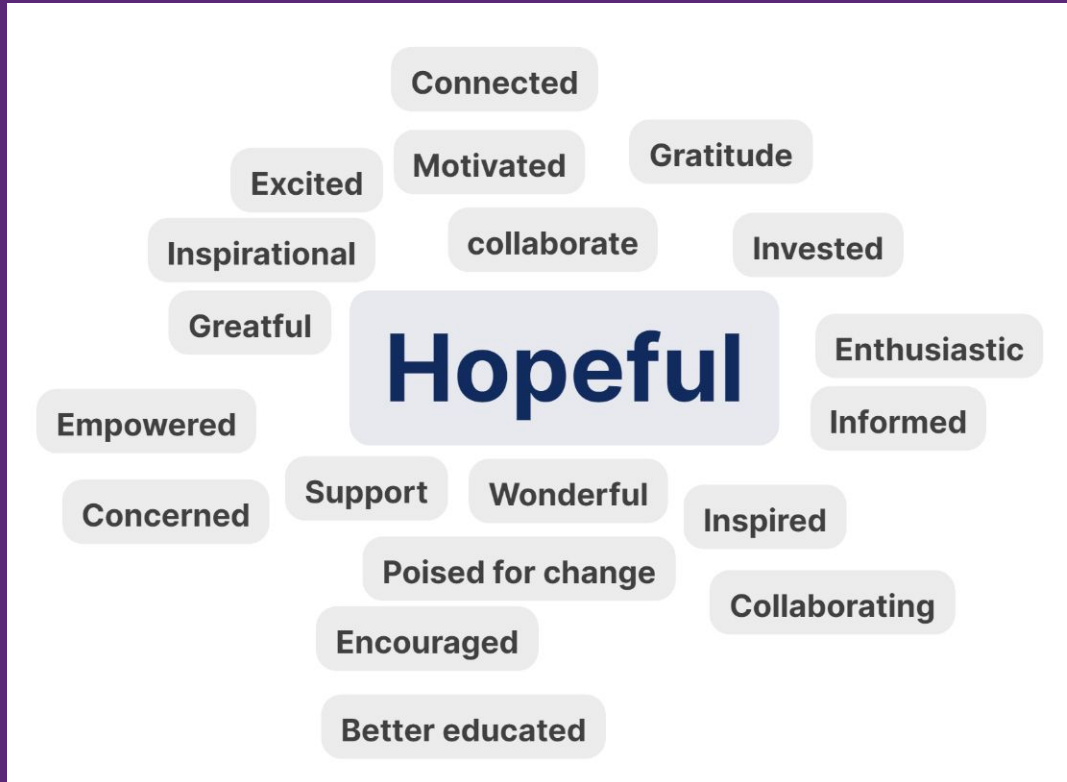 Connected
Motivated
Gratitude
Excited
collaborate
Invested
Inspirational
Greatful
Hopeful
Enthusiastic
Empowered
Informed
Support
Wonderful
Concerned
Inspired
Poised for change
Collaborating
Encouraged
Better educated